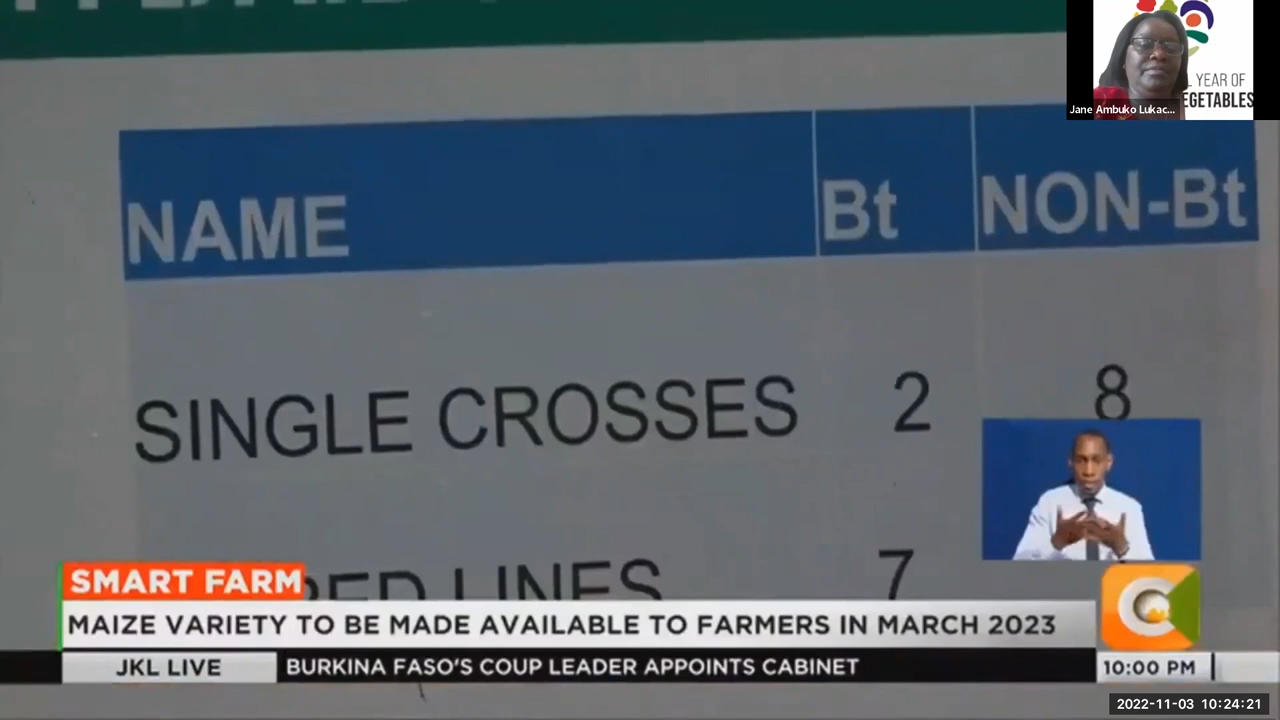 L YEAR OF
EGETABLES
Jane Ambuko Lukac...
NAME Bt NON-Bt
SINGLE CROSSES 2 8
LINES 7
SMART FARM
MAIZE VARIETY TO BE MADE AVAILABLE TO FARMERS IN MARCH 2023
JKL LIVE BURKINA FASO'S COUP LEADER APPOINTS CABINET 10:00 PM
2022-11-03 10:24:21